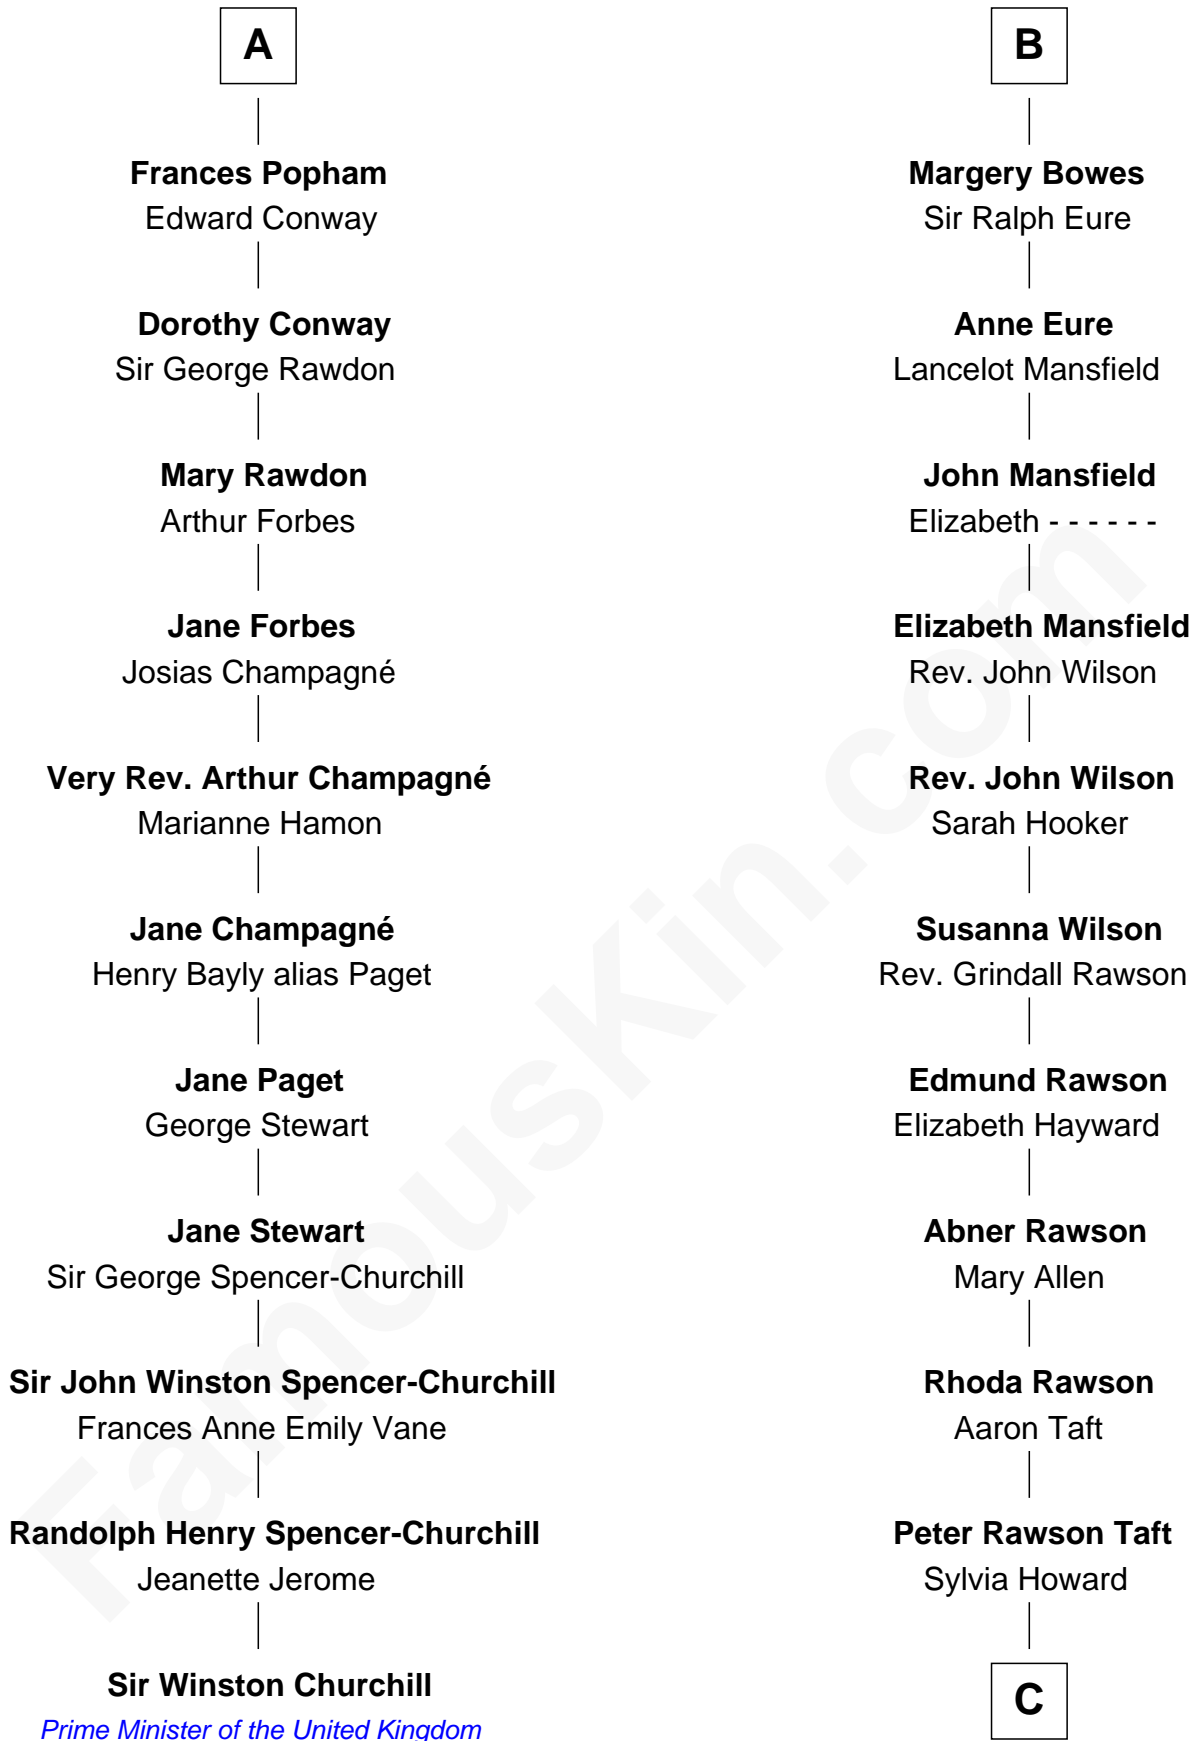 A
Frances Popham
Edward Conway
Dorothy Conway
Sir George Rawdon
Mary Rawdon
Arthur Forbes
Jane Forbes
Josias Champagné
Very Rev. Arthur Champagné
Marianne Hamon
Jane Champagné
Henry Bayly alias Paget
Jane Paget
George Stewart
Jane Stewart
Sir George Spencer-Churchill
Sir John Winston Spencer-Churchill
Frances Anne Emily Vane
Randolph Henry Spencer-Churchill
Jeanette Jerome
Sir Winston Churchill
Prime Minister of the United Kingdom
B
Margery Bowes
Sir Ralph Eure
Anne Eure
Lancelot Mansfield
John Mansfield
Elizabeth - - - - - -
Elizabeth Mansfield
Rev. John Wilson
Rev. John Wilson
Sarah Hooker
Susanna Wilson
Rev. Grindall Rawson
Edmund Rawson
Elizabeth Hayward
Abner Rawson
Mary Allen
Rhoda Rawson
Aaron Taft
Peter Rawson Taft
Sylvia Howard
C
FamousKin.com